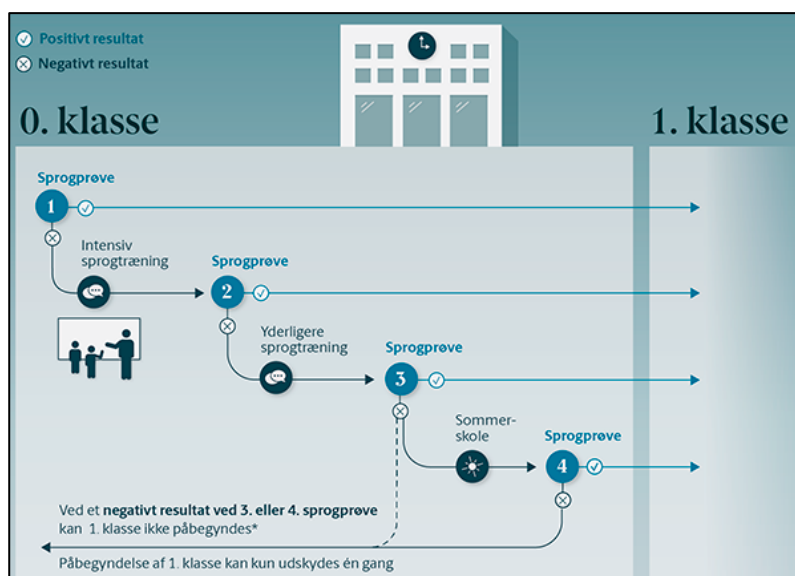 Positivt resultat
Negativt resultat
0. klasse
1. klasse
Sprogprøve
1
Intensiv
sprogtræning
Sprogprøve
2
Yderligere
sprogtræning
Sprogprøve
3
Sommer-
skole
Sprogprøve
4
Ved et negativt resultat ved 3. eller 4. sprogprøve
kan 1. klasse ikke påbegyndes*
Påbegyndelse af 1. klasse kan kun udskydes én gang